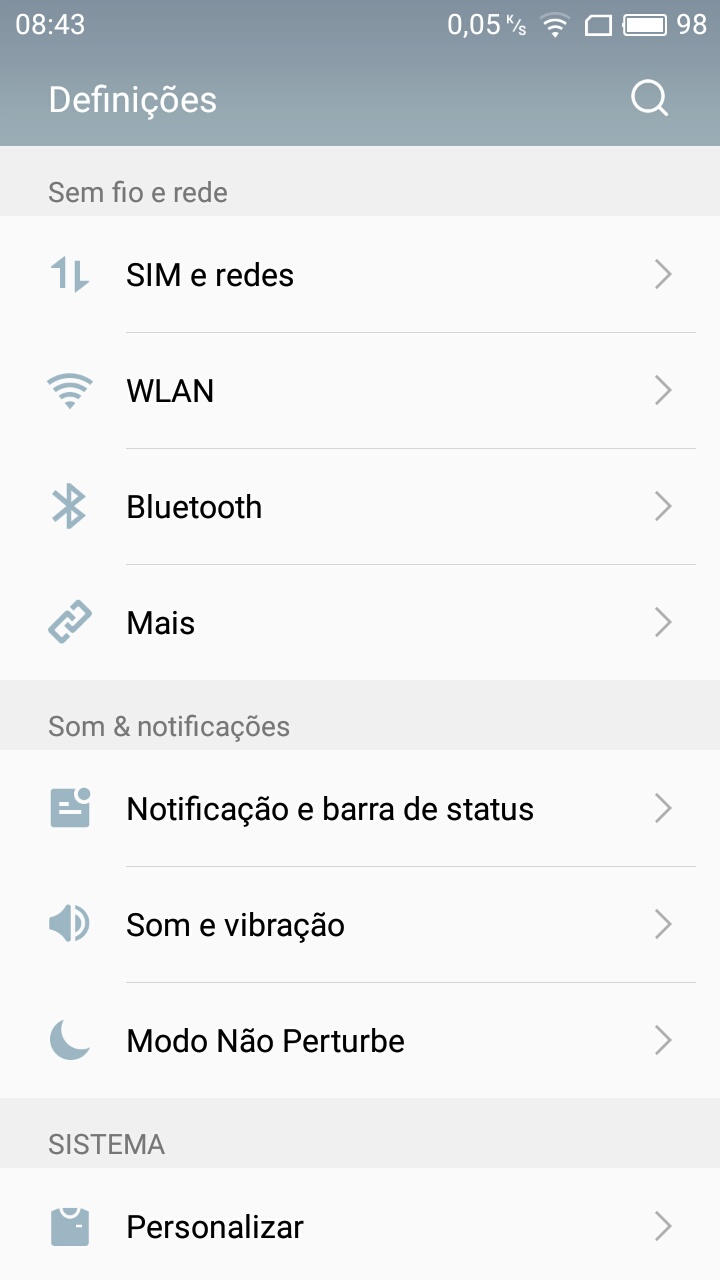 08:43
0,05 K/s
98
Definições
Sem fio e rede
SIM e redes
WLAN
Bluetooth
Mais
Som & notificações
Notificação e barra de status
Som e vibração
Modo Não Perturbe
SISTEMA
Personalizar